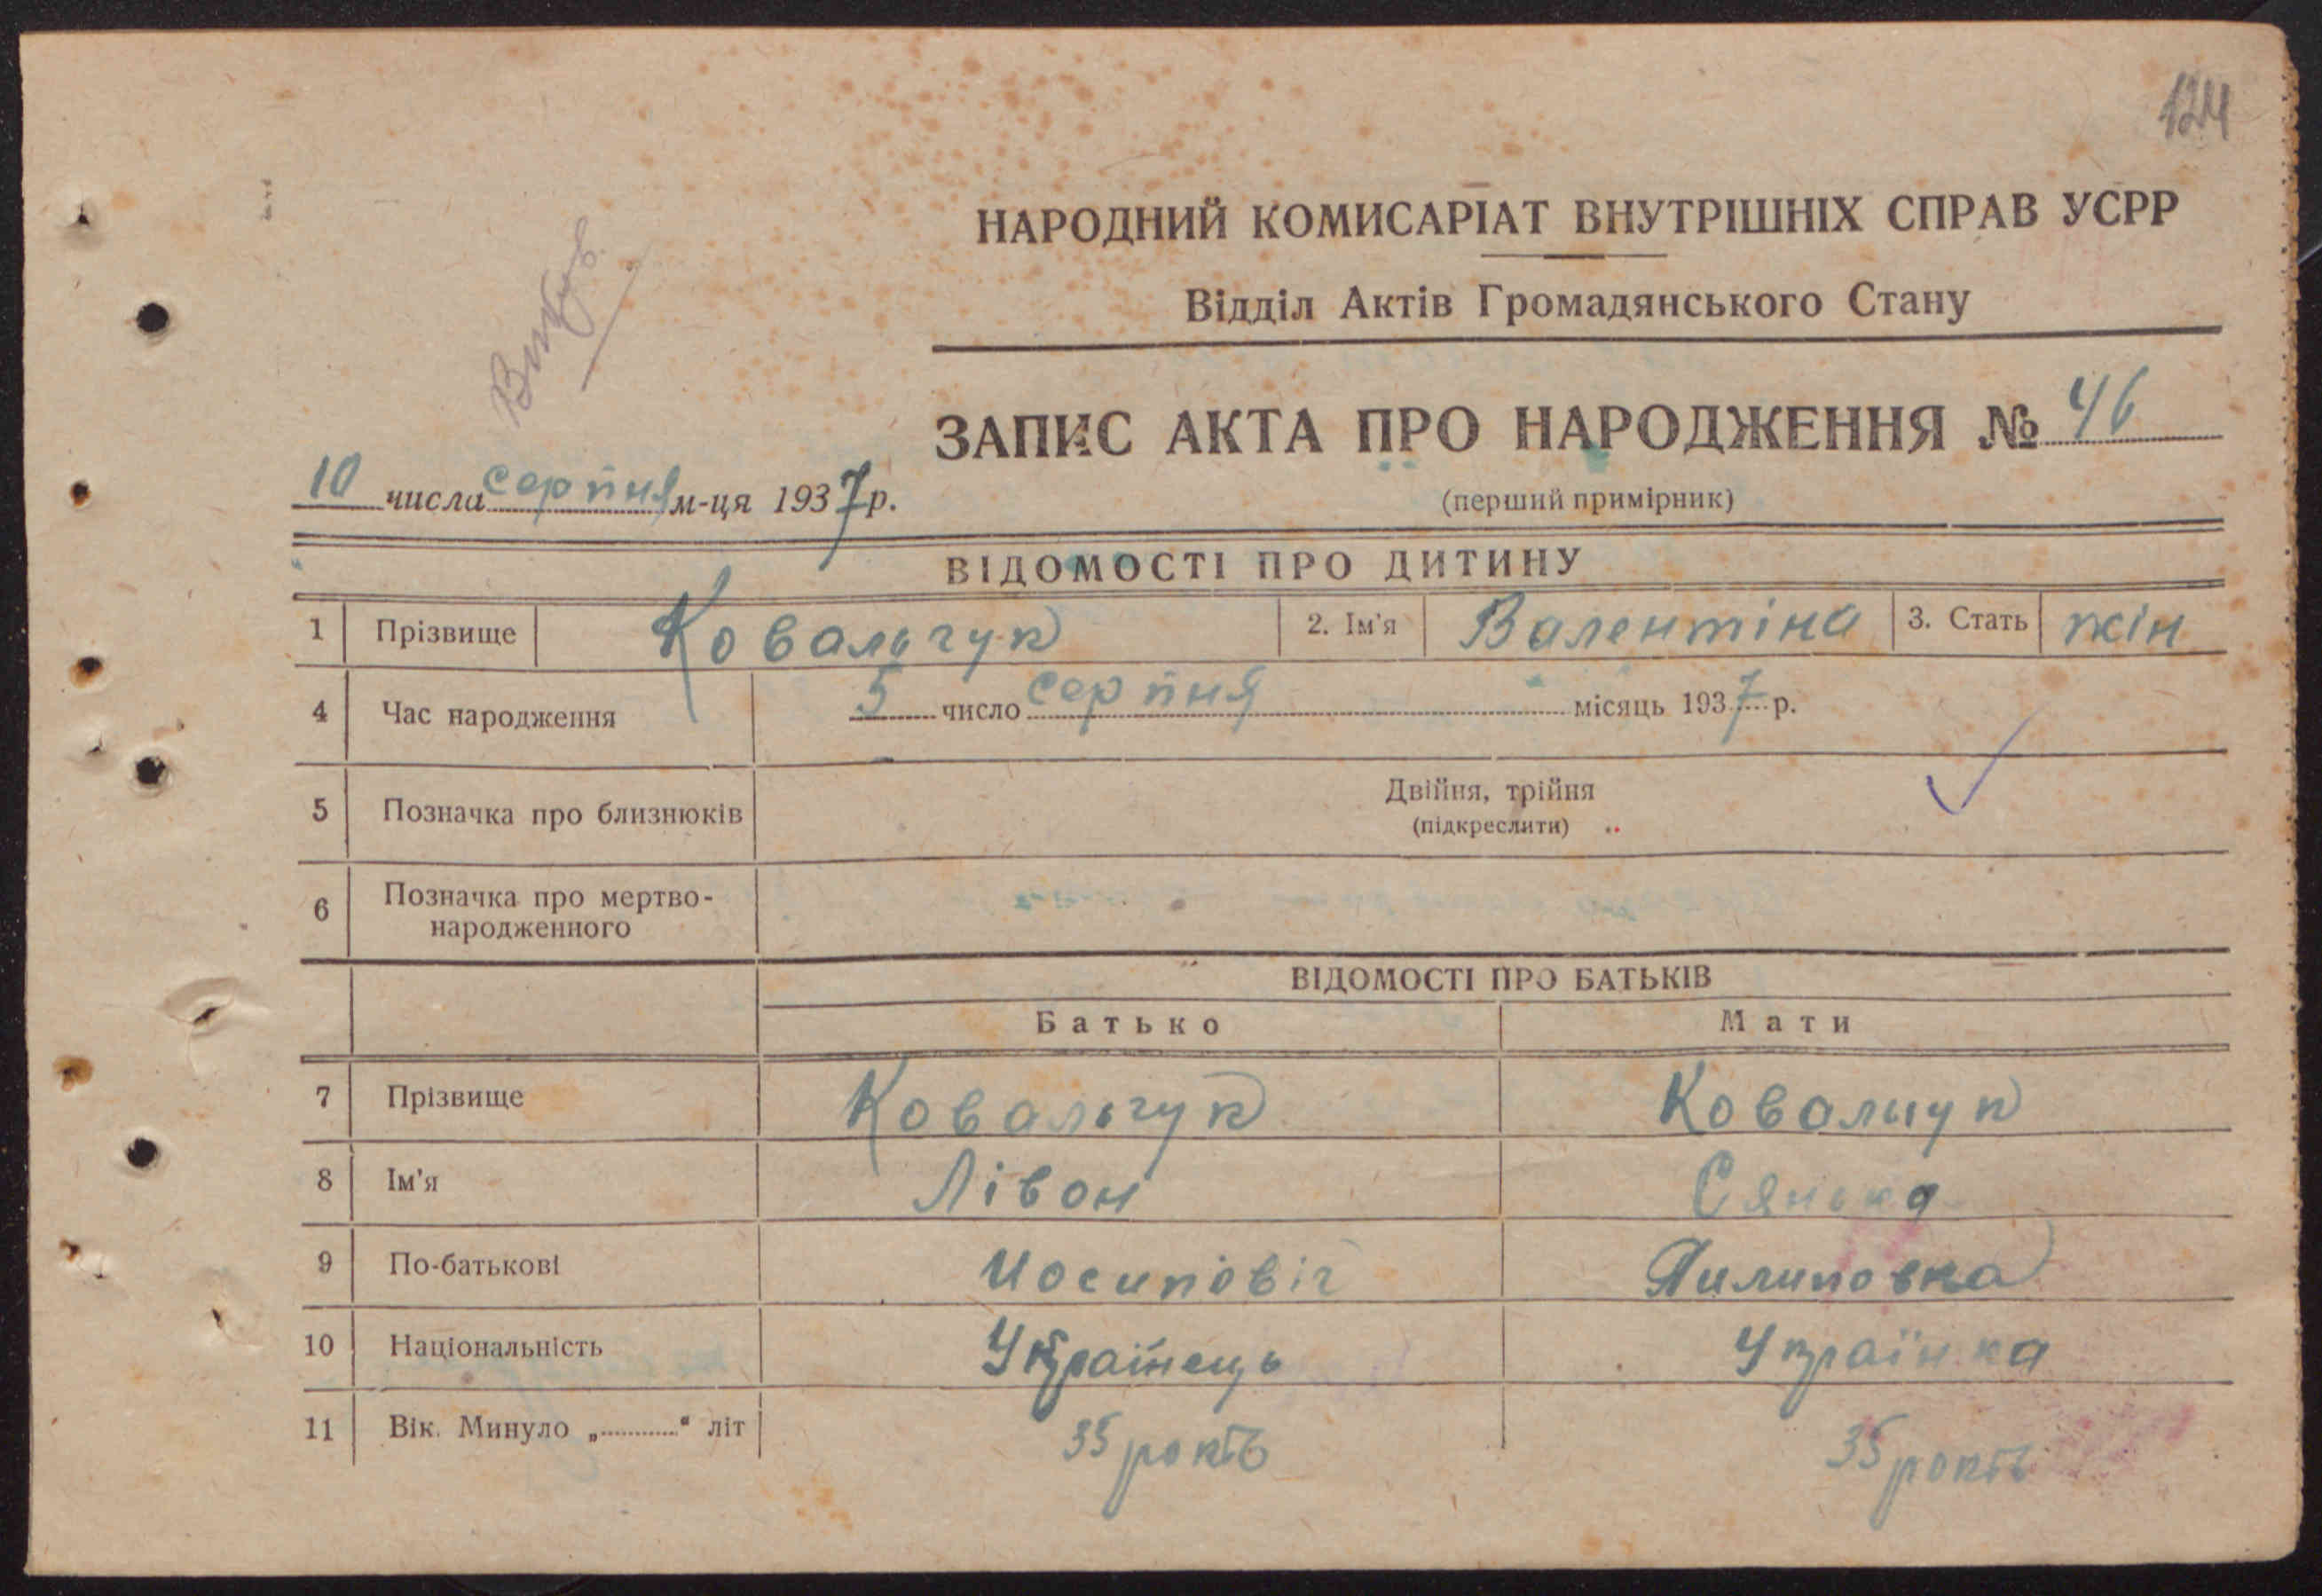 124
НАРОДНИЙ КОМИСАРІАТ ВНУТРІШНІХ СПРАВ УСРР
Відділ Актів Громадянського Стану
ЗАПИС АКТА ПРО НАРОДЖЕННЯ № 46
10 числа серпня м-ця 1937 р.
(перший примірник)
ВІДОМОСТІ ПРО ДИТИНУ
1 Прізвище Ковальчук 2. Ім'я Валентіна 3. Стать жін
4 Час народження 5 число серпня місяць 1937 р.
5 Позначка про близнюків Двійня, трійня
(підкреслити)
6 Позначка про мертво-
народженного
ВІДОМОСТІ ПРО БАТЬКІВ
Батько Мати
7 Прізвище Ковальчук Ковальчук
8 Ім'я Лівон
9 По-батькові Иосиповіч Пилиповна
10 Національність Українець Українка
11 Вік. Минуло „............“ літ 35 років 35 років